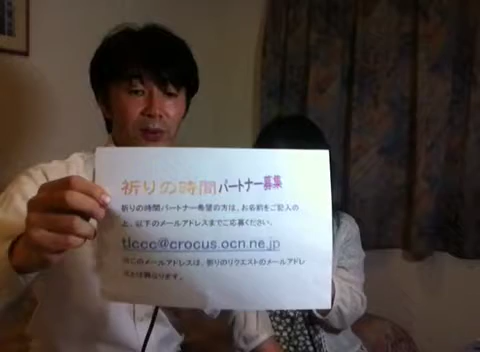 祈りの時間パートナー募集
祈りの時間パートナー希望の方は、お名前をご記入の
上、以下のメールアドレスまでご応募ください。
tlccc@crocus.ocn.ne.jp
※このメールアドレスは、祈りのリクエストのメールアドレ
スとは異なります。